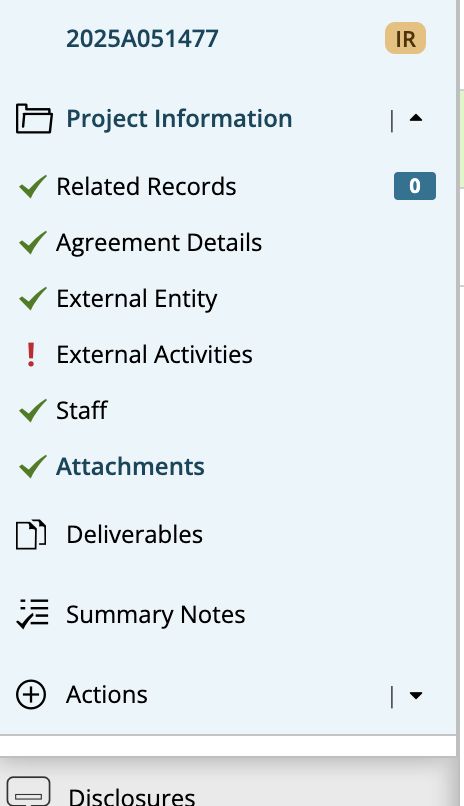 2025A051477 IR
Project Information
Related Records 0
Agreement Details
External Entity
! External Activities
Staff
Attachments
Deliverables
Summary Notes
Actions
Disclosures